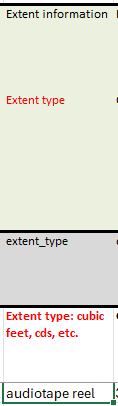 Extent information
Extent type
extent_type
Extent type: cubic
feet, cds, etc.
audiotape reel